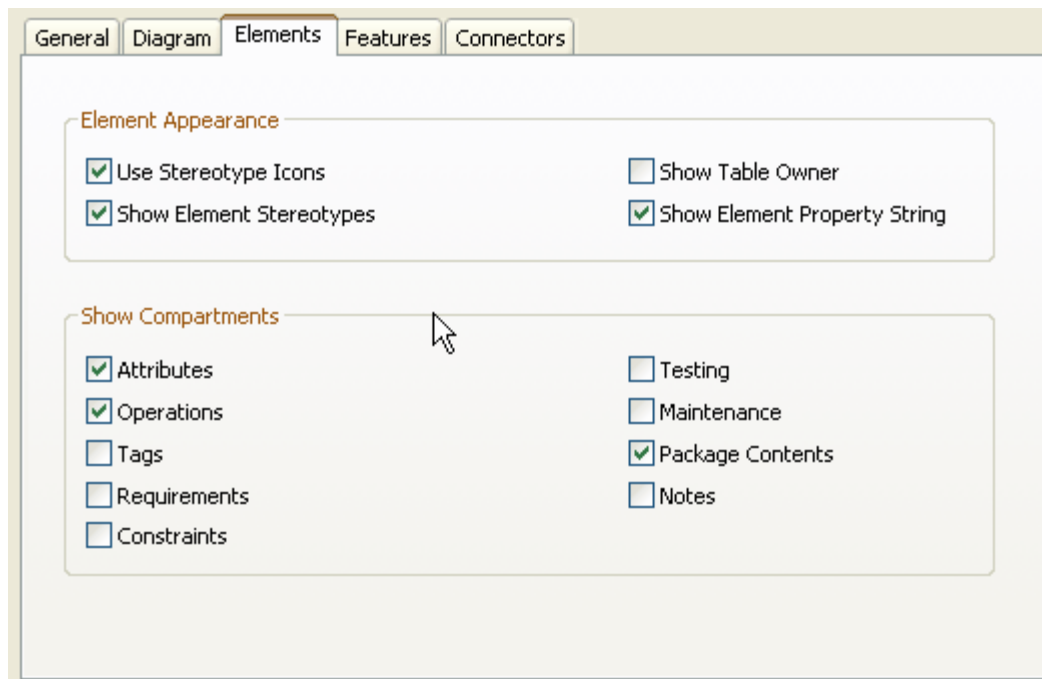 General Diagram Elements Features Connectors
Element Appearance
Use Stereotype Icons Show Table Owner
Show Element Stereotypes Show Element Property String
Show Compartments
Attributes Testing
Operations Maintenance
Tags Package Contents
Requirements Notes
Constraints